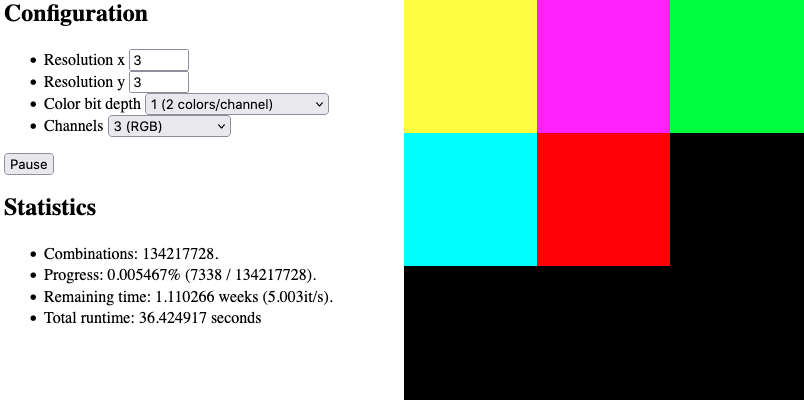 Configuration
Resolution x 3
Resolution y 3
Color bit depth 1 (2 colors/channel)
Channels 3 (RGB)
Pause
Statistics
Combinations: 134217728.
Progress: 0.005467% (7338 / 134217728).
Remaining time: 1.110266 weeks (5.003it/s).
Total runtime: 36.424917 seconds